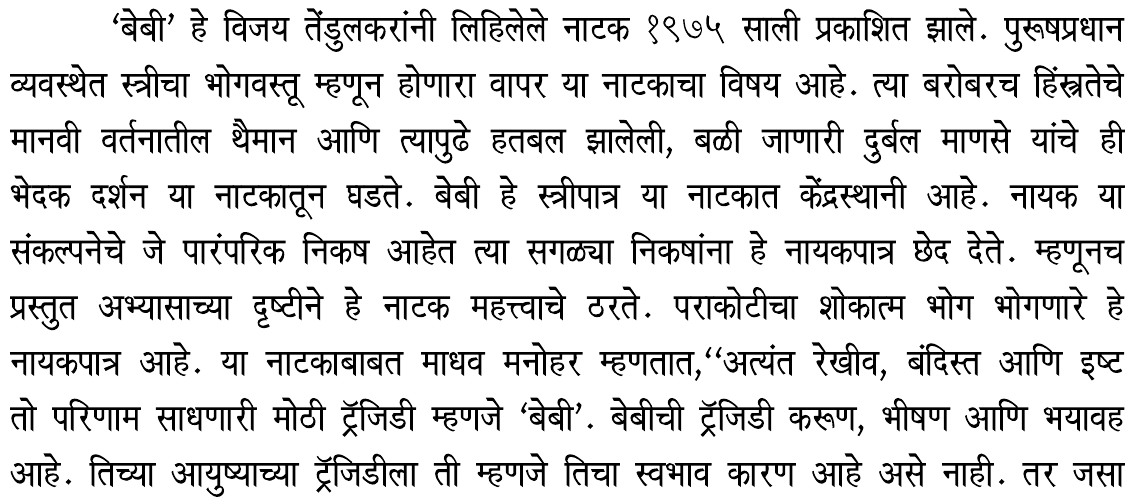 ‘बेबी’ हे विजय तेंडुलकरांनी लिहिलेले नाटक १९७५ साली प्रकाशित झाले. पुरूषप्रधान
व्यवस्थेत स्त्रीचा भोगवस्तू म्हणून होणारा वापर या नाटकाचा विषय आहे. त्या बरोबरच हिंस्त्रतेचे
मानवी वर्तनातील थैमान आणि त्यापुढे हतबल झालेली, बळी जाणारी दुर्बल माणसे यांचे ही
भेदक दर्शन या नाटकातून घडते. बेबी हे स्त्रीपात्र या नाटकात केंद्रस्थानी आहे. नायक या
संकल्पनेचे जे पारंपरिक निकष आहेत त्या सगळ्या निकषांना हे नायकपात्र छेद देते. म्हणूनच
प्रस्तुत अभ्यासाच्या दृष्टीने हे नाटक महत्त्वाचे ठरते. पराकोटीचा शोकात्म भोग भोगणारे हे
नायकपात्र आहे. या नाटकाबाबत माधव मनोहर म्हणतात,‘‘अत्यंत रेखीव, बंदिस्त आणि इष्ट
तो परिणाम साधणारी मोठी ट्रॅजिडी म्हणजे ‘बेबी’. बेबीची ट्रॅजिडी करूण, भीषण आणि भयावह
आहे. तिच्या आयुष्याच्या ट्रॅजिडीला ती म्हणजे तिचा स्वभाव कारण आहे असे नाही. तर जसा